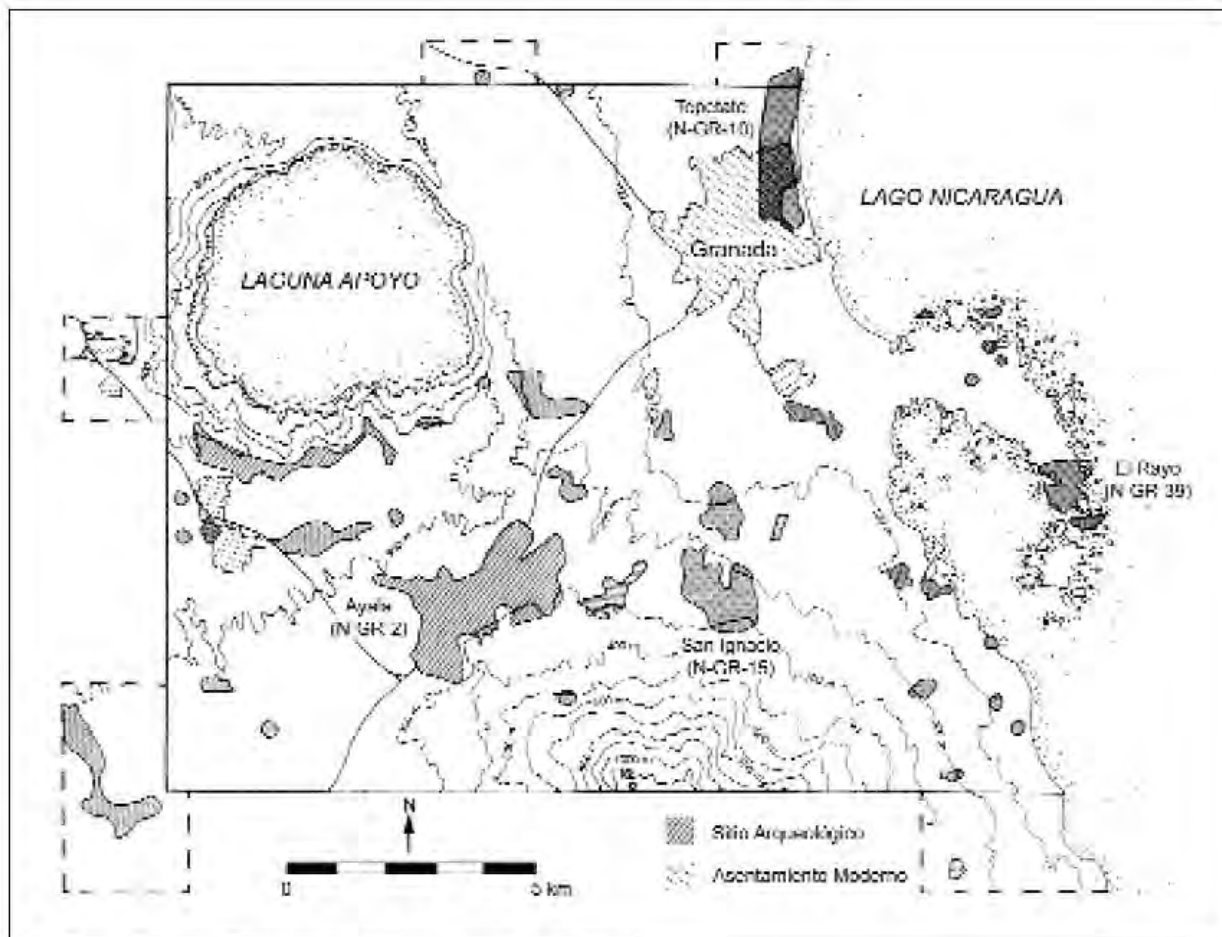 Tepetate
(N-GR-10)
LAGO NICARAGUA
Granada
LAGUNA APOYO
El Rayo
(N-GR-39)
Ayala
(N-GR-2)
San Ignacio
(N-GR-15)
N
0
5 km
Sitio Arqueológico
Asentamiento Moderno